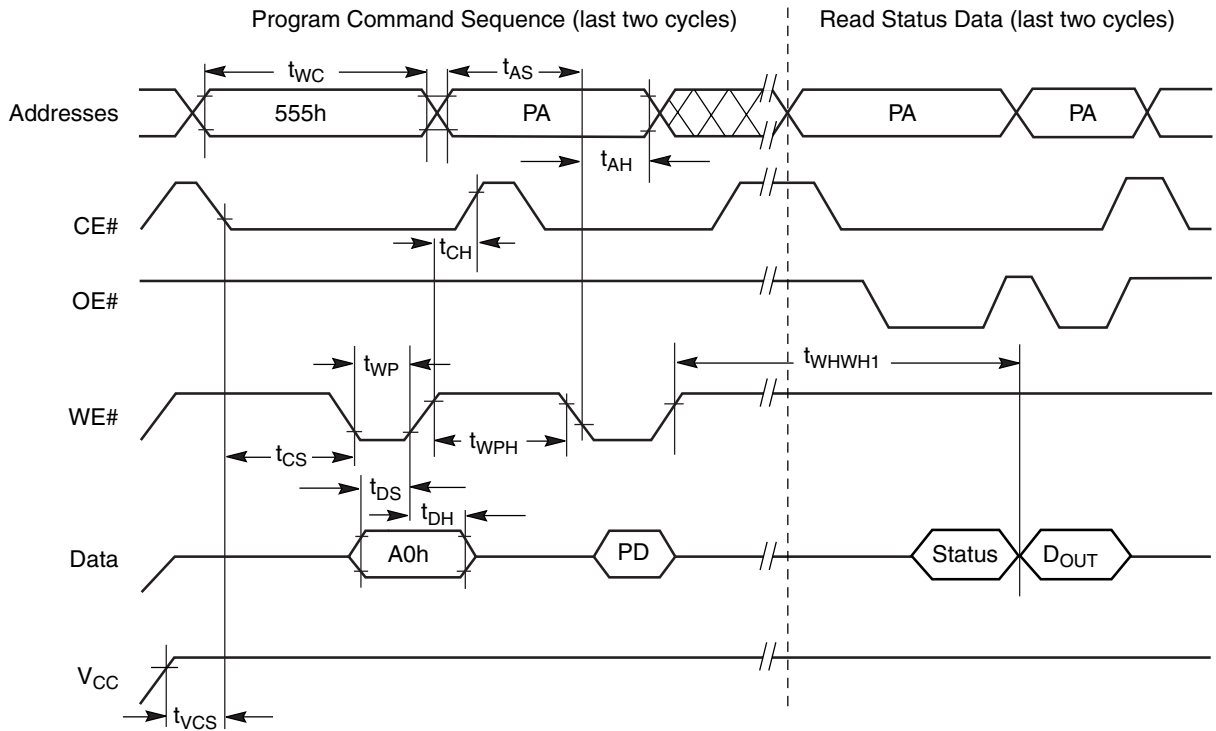 Program Command Sequence (last two cycles)
Read Status Data (last two cycles)
tWC
tAS
Addresses
555h
PA
PA
PA
tAH
CE#
tCH
OE#
tWP
tWHWH1
WE#
tCS
tWPH
tDS
tDH
Data
A0h
PD
Status
DOUT
VCC
tVCS